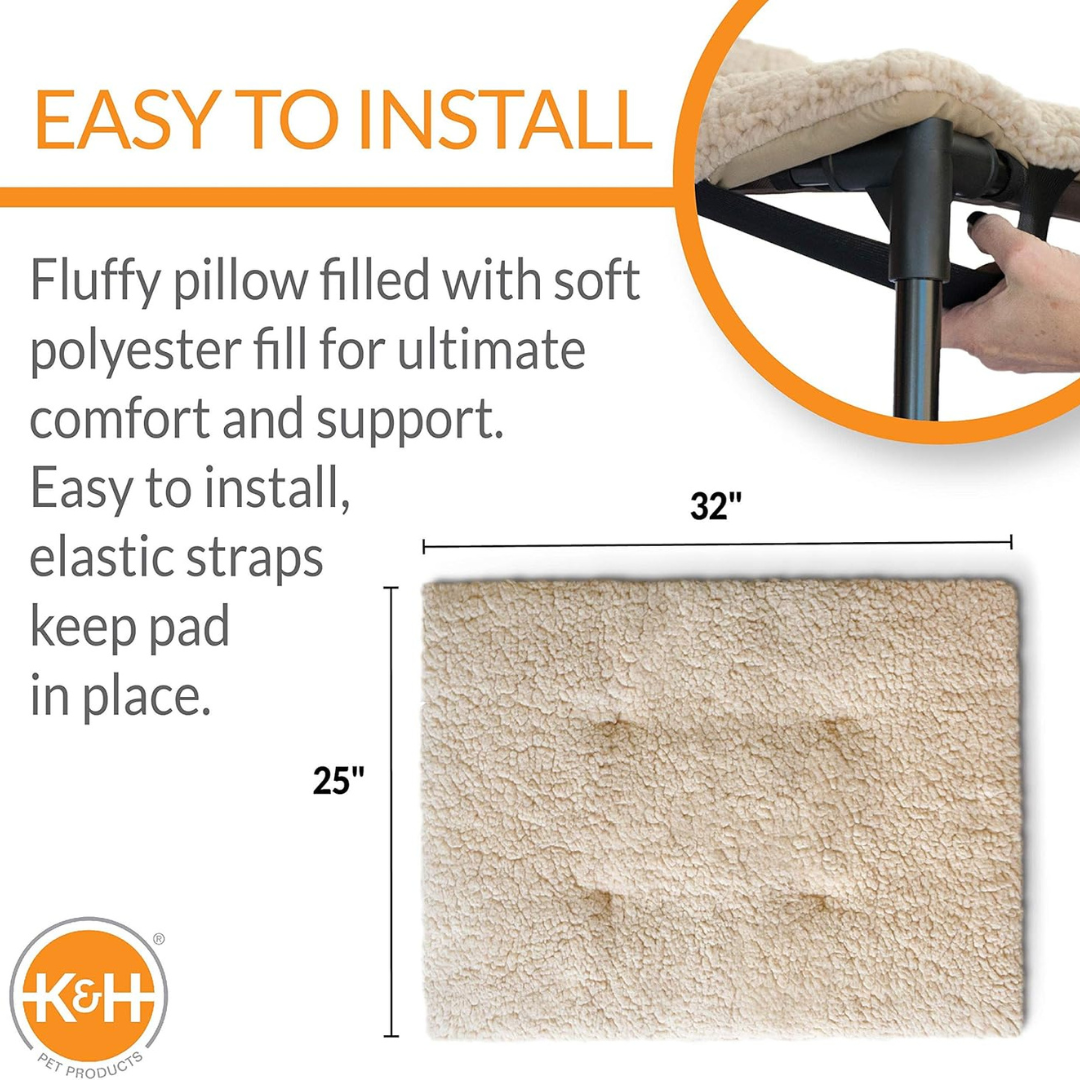 EASY TO INSTALL
Fluffy pillow filled with soft
polyester fill for ultimate
comfort and support.
Easy to install,
elastic straps
keep pad
in place.
32"
25"
K&H
®
PET PRODUCTS